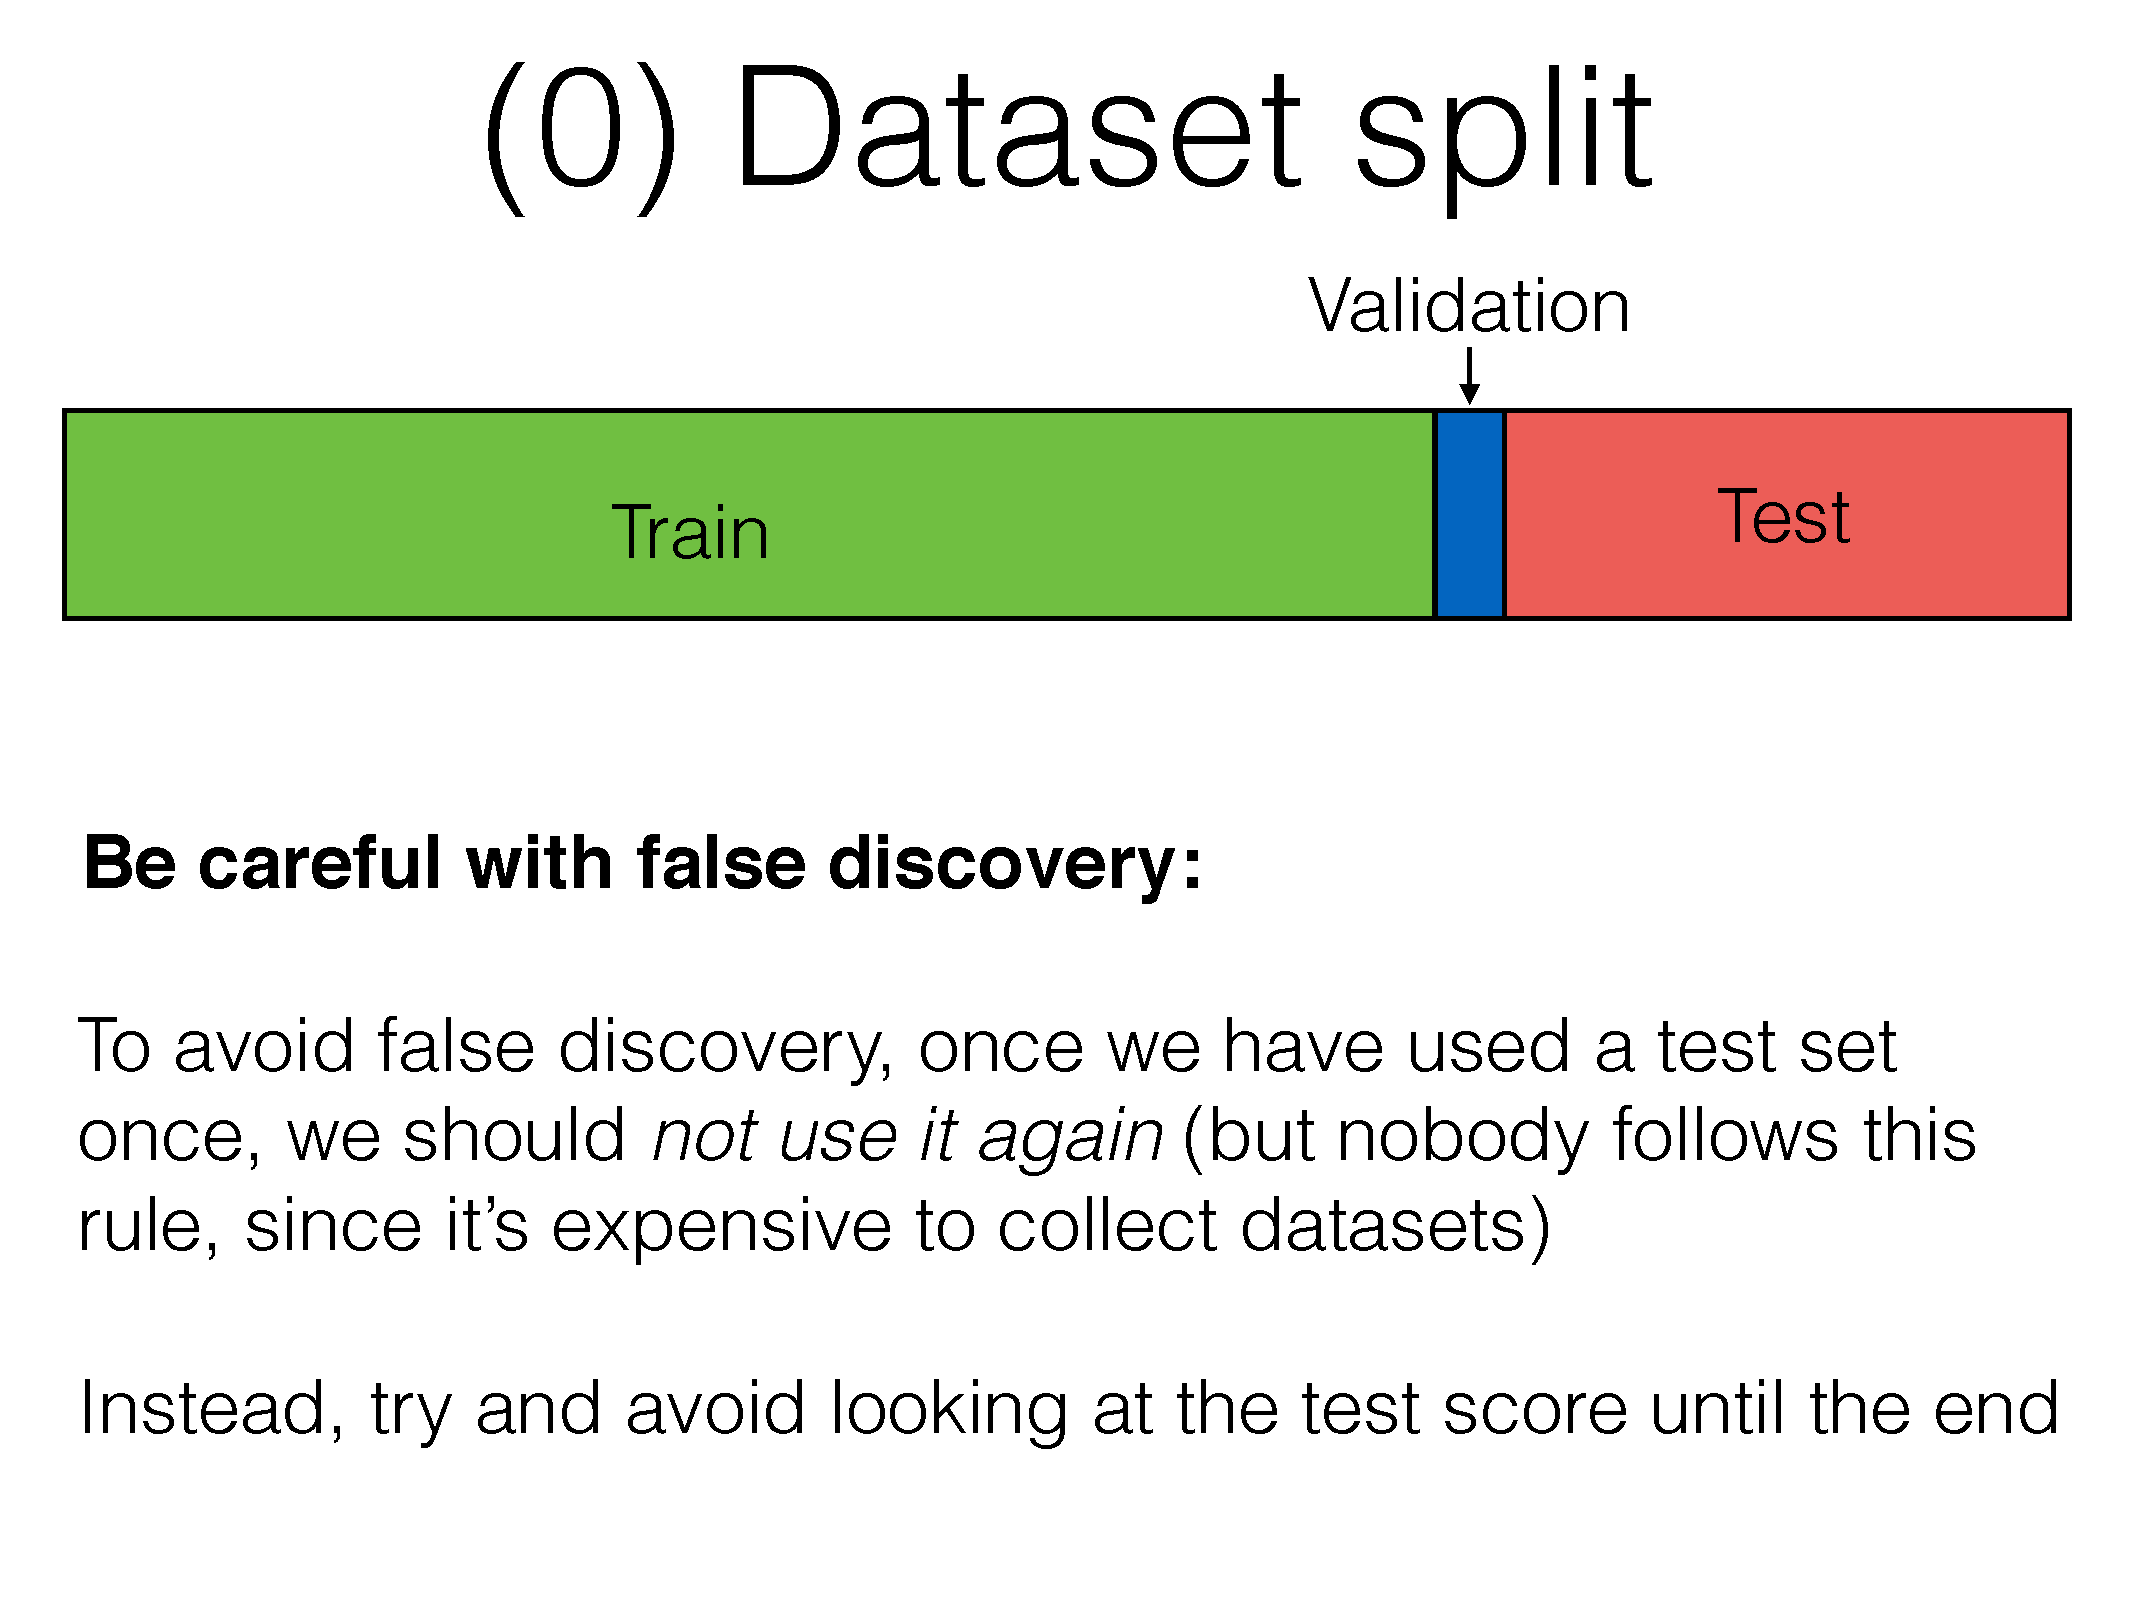 (0) Dataset split
Validation
Train
Test
Be careful with false discovery:
To avoid false discovery, once we have used a test set
once, we should not use it again (but nobody follows this
rule, since it’s expensive to collect datasets)
Instead, try and avoid looking at the test score until the end